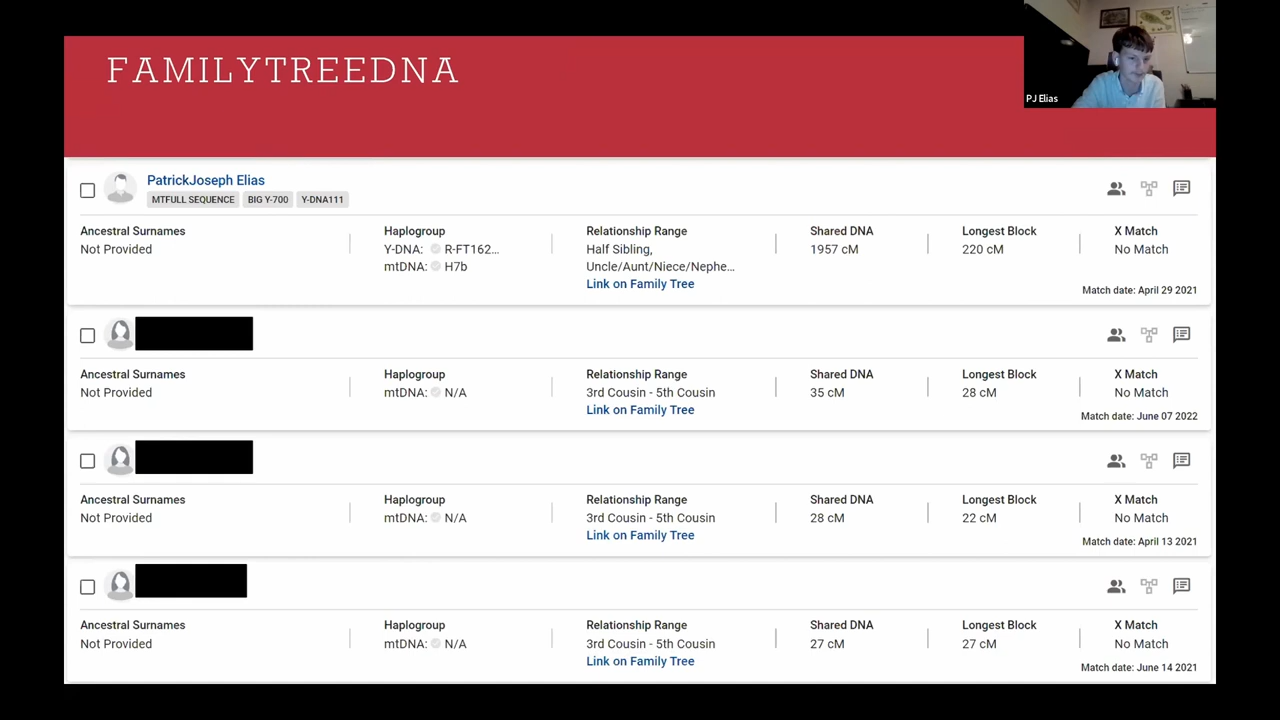 FAMILYTREEDNA
PJ Elias
PatrickJoseph Elias
MTFULL SEQUENCE BIG Y-700 Y-DNA111
Ancestral Surnames Haplogroup Relationship Range Shared DNA Longest Block X Match
Not Provided Y-DNA: R-FT162... Half Sibling, 1957 cM 220 cM No Match
mtDNA: H7b Uncle/Aunt/Niece/Nephe...
Link on Family Tree
Match date: April 29 2021
Ancestral Surnames Haplogroup Relationship Range Shared DNA Longest Block X Match
Not Provided mtDNA: N/A 3rd Cousin - 5th Cousin 35 cM 28 cM No Match
Link on Family Tree
Match date: June 07 2022
Ancestral Surnames Haplogroup Relationship Range Shared DNA Longest Block X Match
Not Provided mtDNA: N/A 3rd Cousin - 5th Cousin 28 cM 22 cM No Match
Link on Family Tree
Match date: April 13 2021
Ancestral Surnames Haplogroup Relationship Range Shared DNA Longest Block X Match
Not Provided mtDNA: N/A 3rd Cousin - 5th Cousin 27 cM 27 cM No Match
Link on Family Tree
Match date: June 14 2021